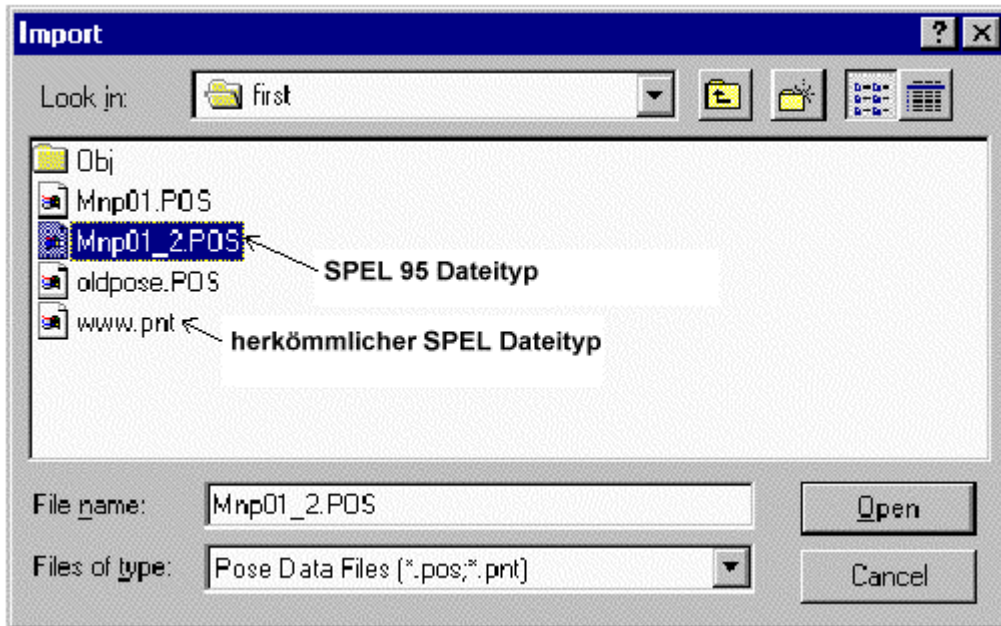 Import
Look in: first
Obj
Mnp01.POS
Mnp01_2.POS
SPEL 95 Dateityp
oldpose.POS
www.pnt
herkömmlicher SPEL Dateityp
File name: Mnp01_2.POS Open
Files of type: Pose Data Files (*.pos;*.pnt) Cancel